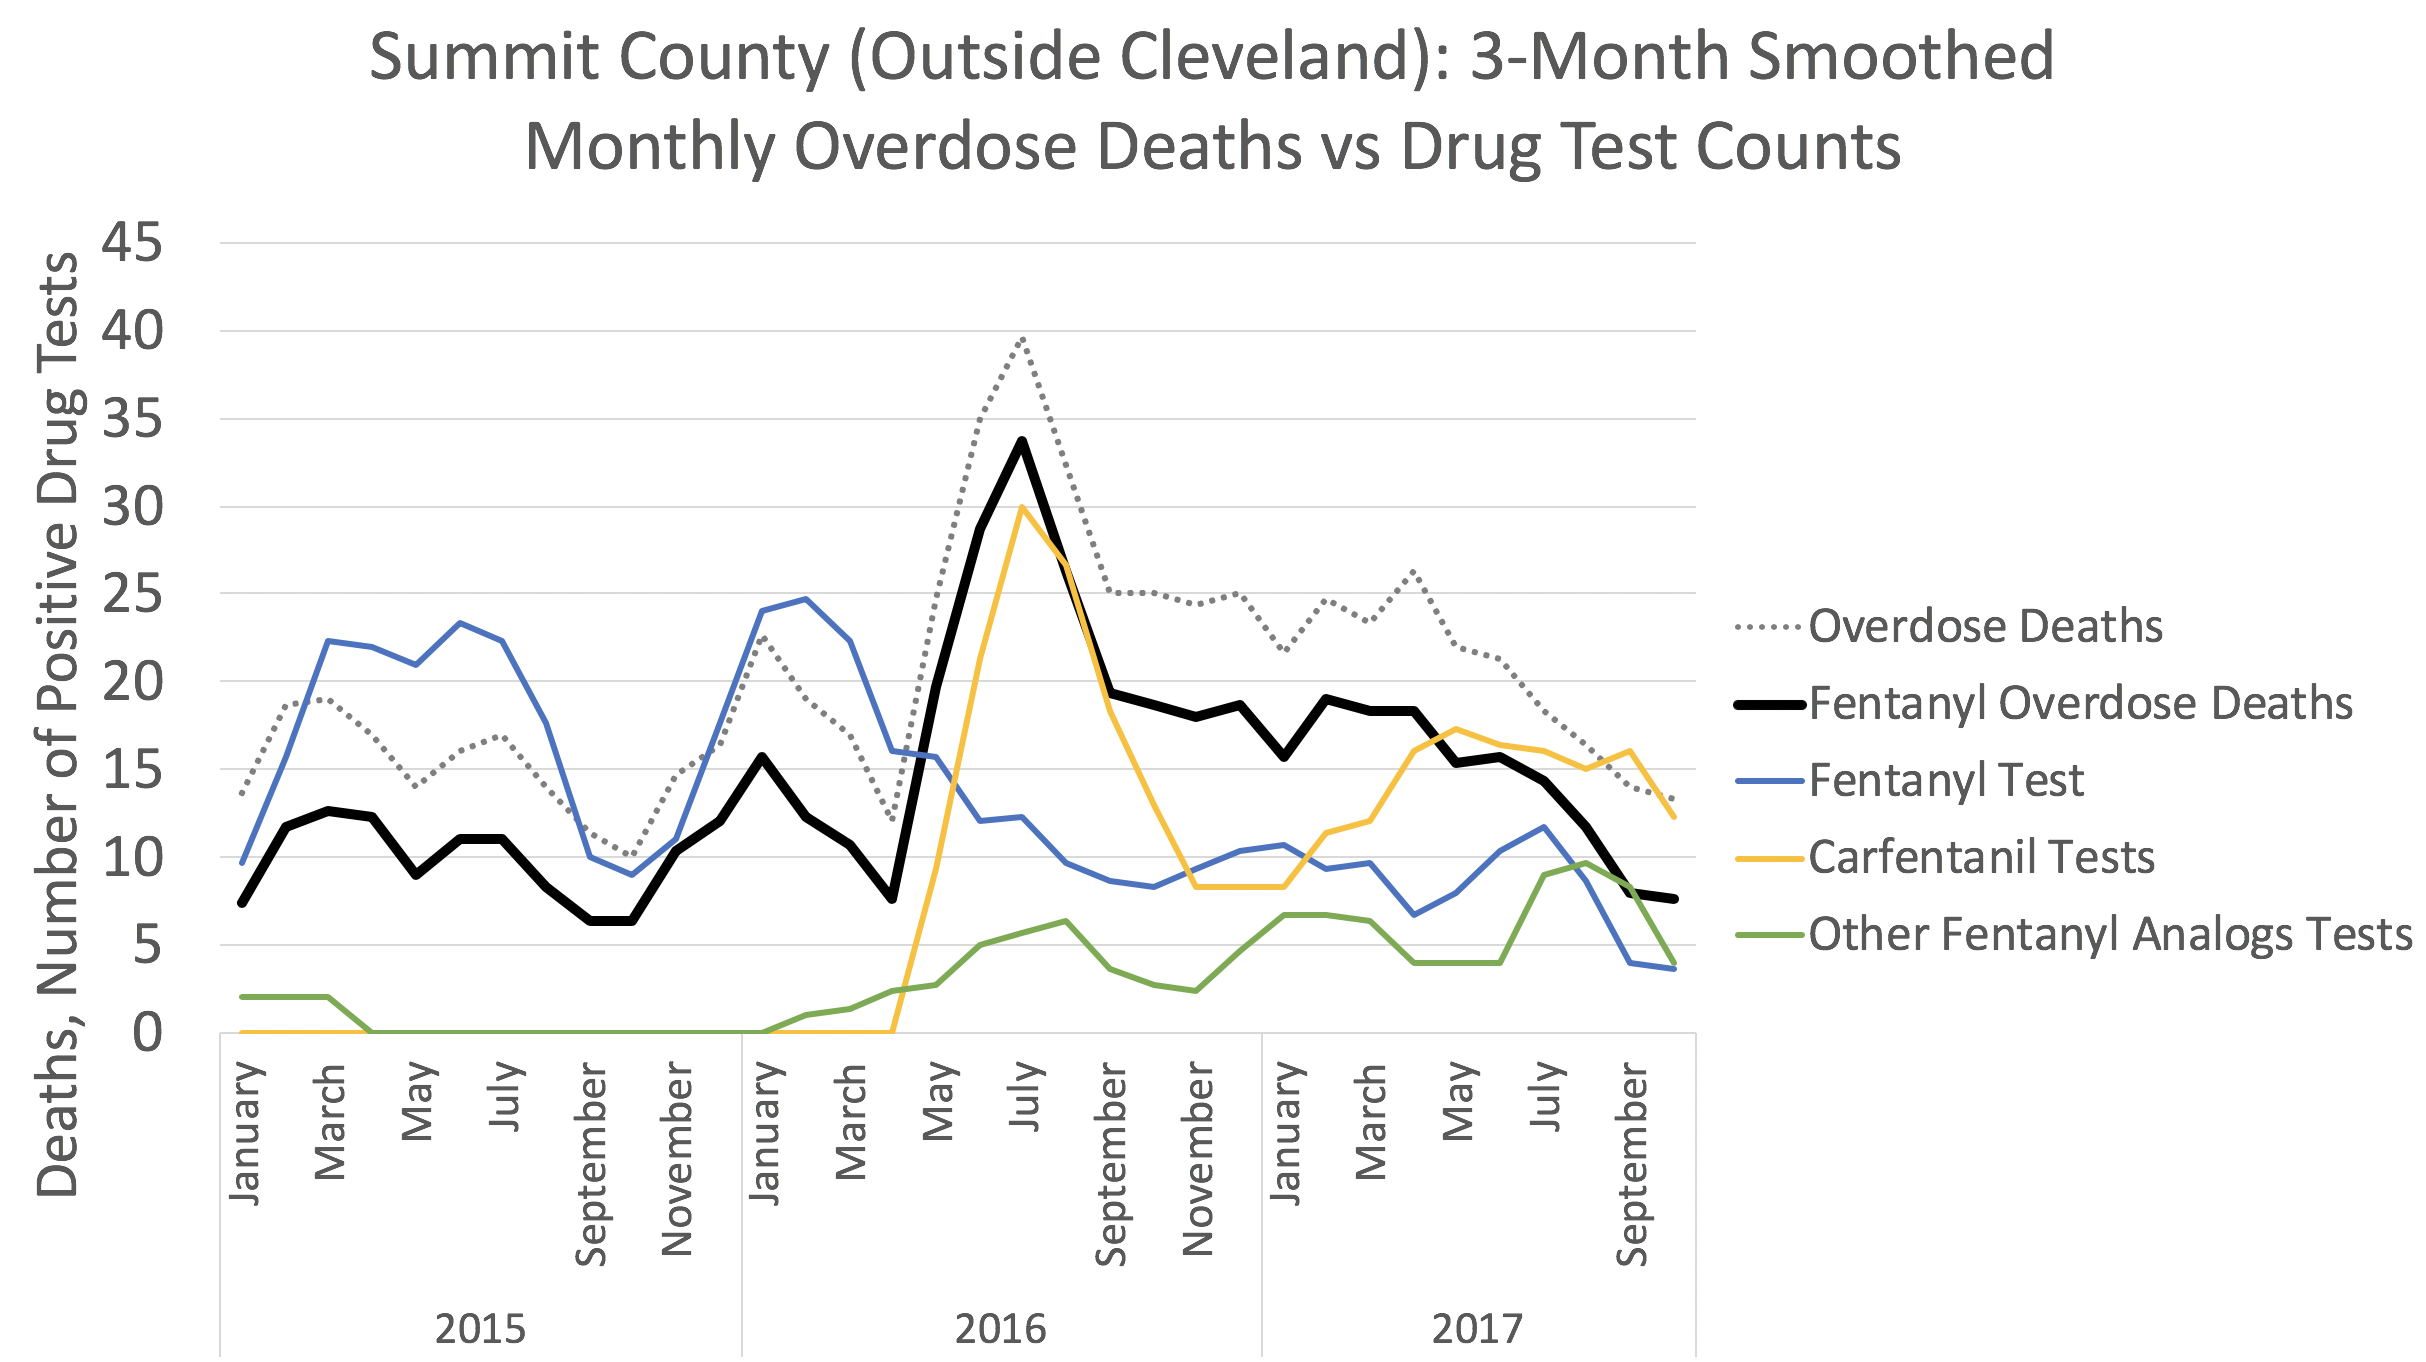 Summit County (Outside Cleveland): 3-Month Smoothed
Monthly Overdose Deaths vs Drug Test Counts
Deaths, Number of Positive Drug Tests
45
40
35
30
25
20
15
10
5
0
January
March
May
July
September
November
January
March
May
July
September
November
January
March
May
July
September
2015
2016
2017
Overdose Deaths
Fentanyl Overdose Deaths
Fentanyl Test
Carfentanil Tests
Other Fentanyl Analogs Tests